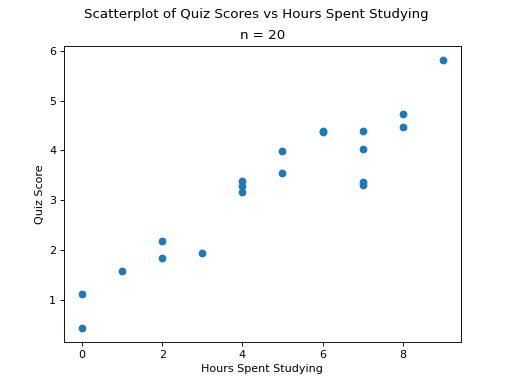 Scatterplot of Quiz Scores vs Hours Spent Studying
n = 20
6
5
4
3
2
1
Quiz Score
0 2 4 6 8
Hours Spent Studying